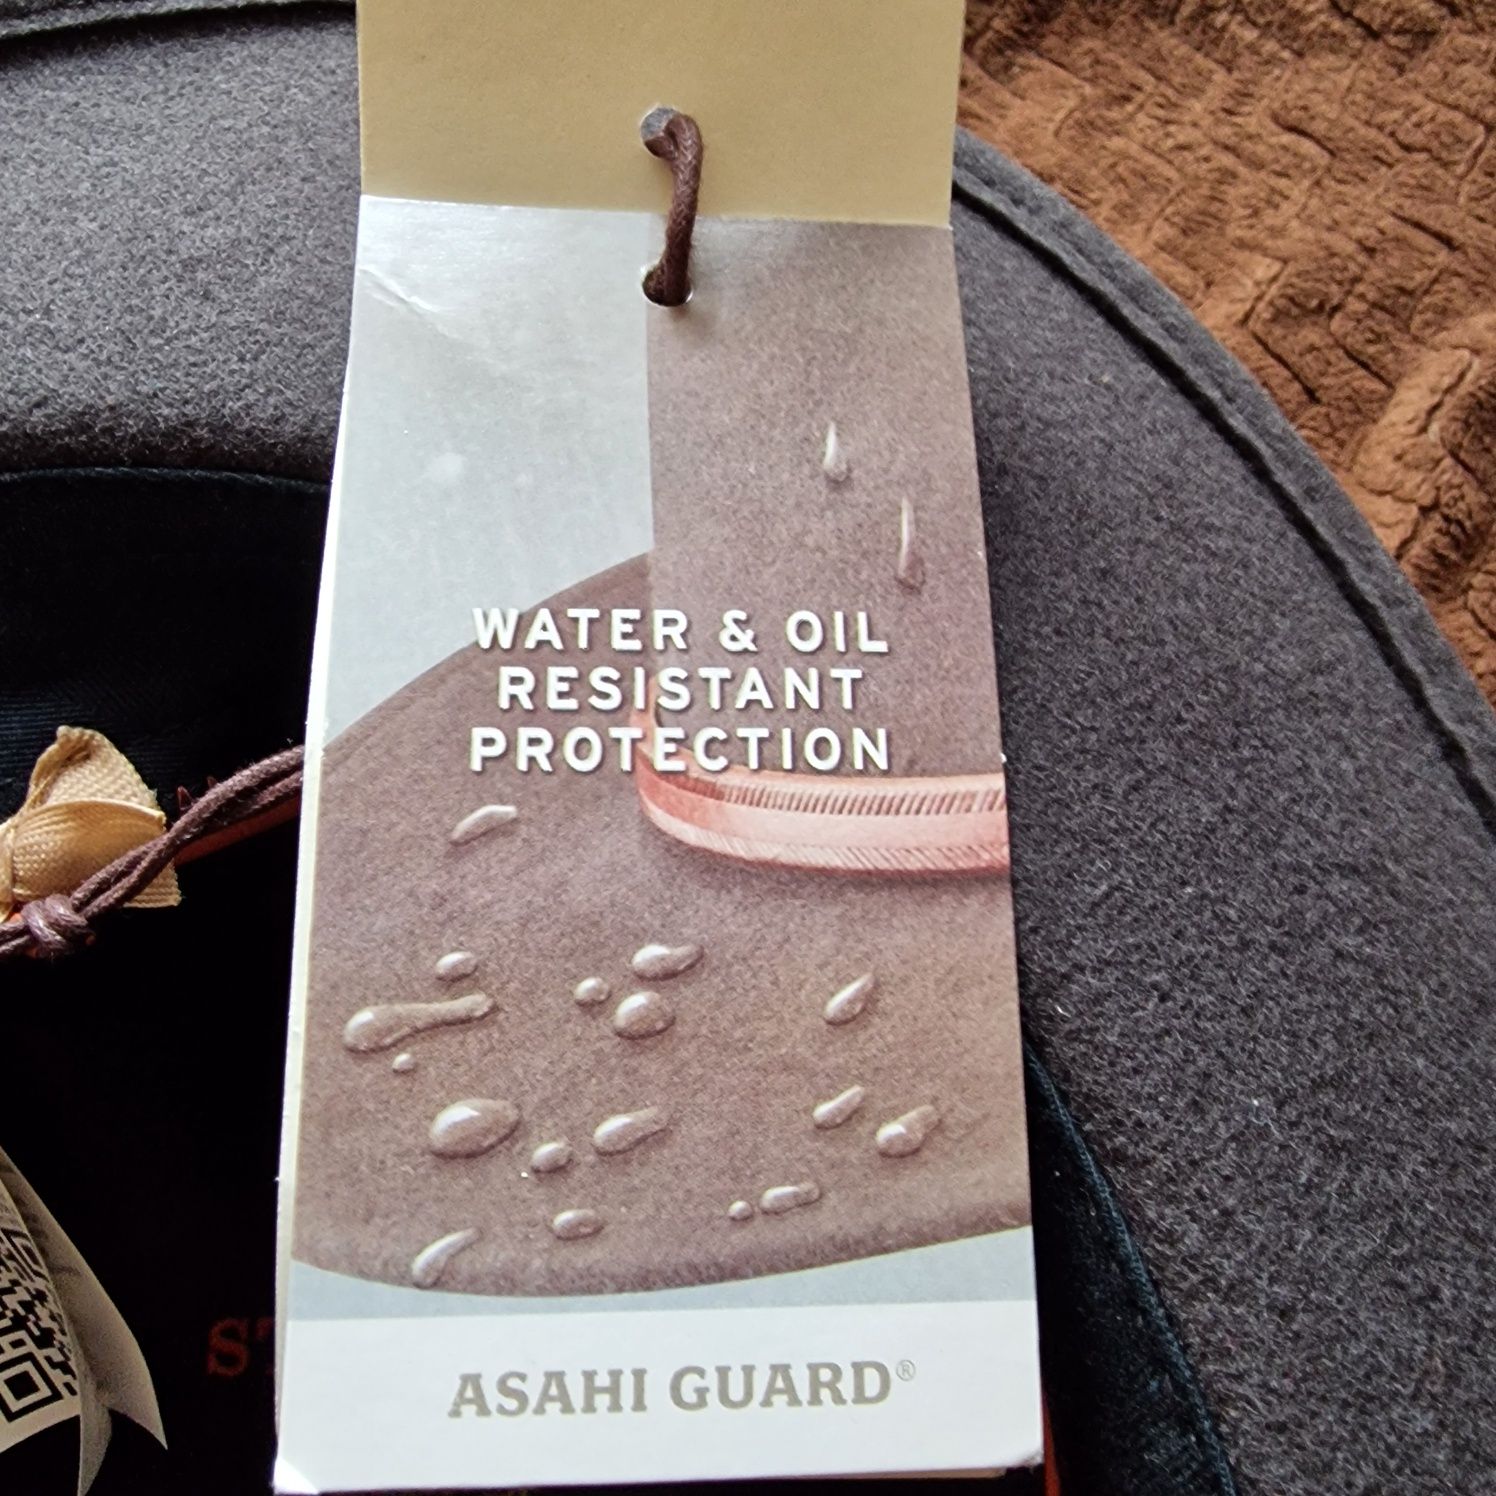 WATER & OIL
RESISTANT
PROTECTION
ASAHI GUARD®